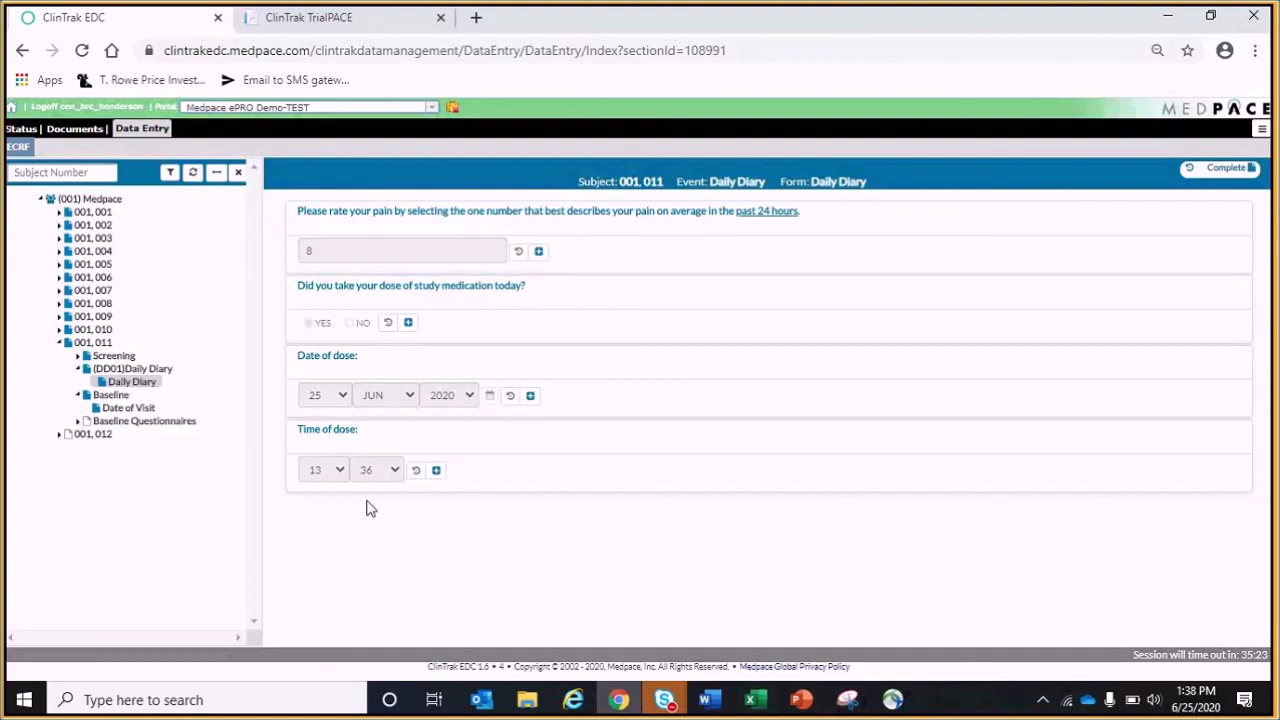 ClinTrak EDC
ClinTrak TrialPACE
clintrakedc.medpace.com/clintrakdatamanagement/DataEntry/DataEntry/Index?sectionId=108991
Apps T. Rowe Price Invest... Email to SMS gatew...
| Logoff cen_brc_henderson | Portal: Medpace ePRO Demo-TEST
MEDPACE
Status | Documents | Data Entry
ECRF
Subject Number
Complete
Subject: 001, 011 Event: Daily Diary Form: Daily Diary
(001) Medpace
001, 001
001, 002
001, 003
001, 004
001, 005
001, 006
001, 007
001, 008
001, 009
001, 010
001, 011
Screening
(DD01)Daily Diary
Daily Diary
Baseline
Date of Visit
Baseline Questionnaires
001, 012
Please rate your pain by selecting the one number that best describes your pain on average in the past 24 hours.
8
Did you take your dose of study medication today?
YES NO
Date of dose:
25 JUN 2020
Time of dose:
13 36
Session will time out in: 35:23
ClinTrak EDC 1.6 • 4 • Copyright © 2002 - 2020, Medpace, Inc. All Rights Reserved. • Medpace Global Privacy Policy
Type here to search
1:38 PM
6/25/2020